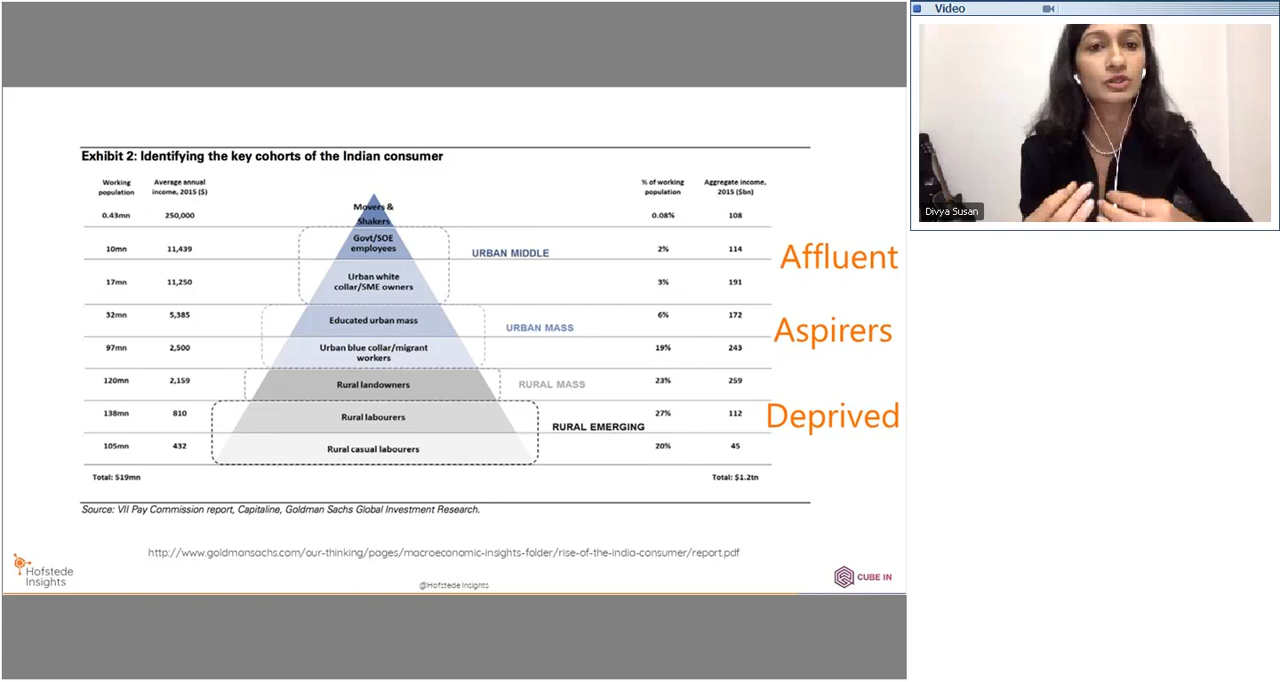 Video
Divya Susan
Exhibit 2: Identifying the key cohorts of the Indian consumer
Working population
Average annual income, 2015 ($)
% of working population
Aggregate income, 2015 ($bn)
0.43mn 250,000 Movers & Shakers 0.08% 108
10mn 11,439 Govt/SOE employees 2% 114
URBAN MIDDLE
17mn 11,250 Urban white collar/SME owners 3% 191
Affluent
32mn 5,385 Educated urban mass 6% 172
URBAN MASS
Aspirers
97mn 2,500 Urban blue collar/migrant workers 19% 243
120mn 2,159 Rural landowners RURAL MASS 23% 259
138mn 810 Rural labourers 27% 112
Deprived
RURAL EMERGING
105mn 432 Rural casual labourers 20% 45
Total: 519mn Total: $1.2tn
Source: VII Pay Commission report, Capitaline, Goldman Sachs Global Investment Research.
http://www.goldmansachs.com/our-thinking/pages/macroeconomic-insights-folder/rise-of-the-india-consumer/report.pdf
Hofstede
Insights
@Hofstede Insights
CUBE IN